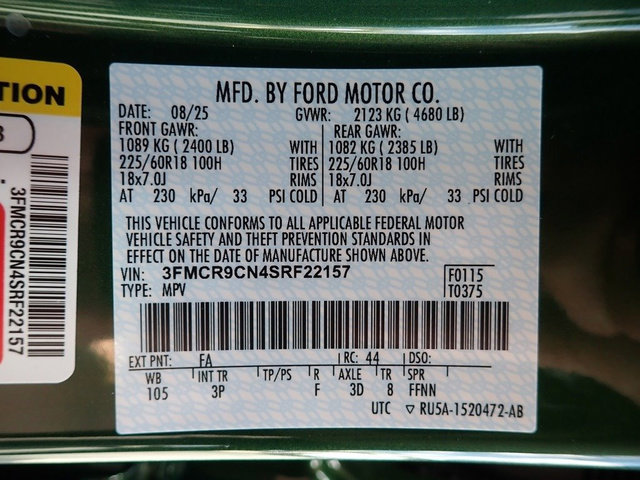 TION
3
3FMCR9CN4SRF22157
MFD. BY FORD MOTOR CO.
DATE: 08/25 GVWR: 2123 KG ( 4680 LB)
FRONT GAWR: REAR GAWR:
1089 KG ( 2400 LB) WITH 1082 KG ( 2385 LB) WITH
225/60R18 100H TIRES 225/60R18 100H TIRES
18x7.0J RIMS 18x7.0J RIMS
AT 230 kPa/ 33 PSI COLD AT 230 kPa/ 33 PSI COLD
THIS VEHICLE CONFORMS TO ALL APPLICABLE FEDERAL MOTOR
VEHICLE SAFETY AND THEFT PREVENTION STANDARDS IN
EFFECT ON THE DATE OF MANUFACTURE SHOWN ABOVE.
VIN: 3FMCR9CN4SRF22157 F0115
TYPE: MPV T0375
EXT PNT: FA RC: 44 DSO:
WB INT TR TP/PS R AXLE TR SPR
105 3P F 3D 8 FFNN
UTC ▽ RU5A-1520472-AB